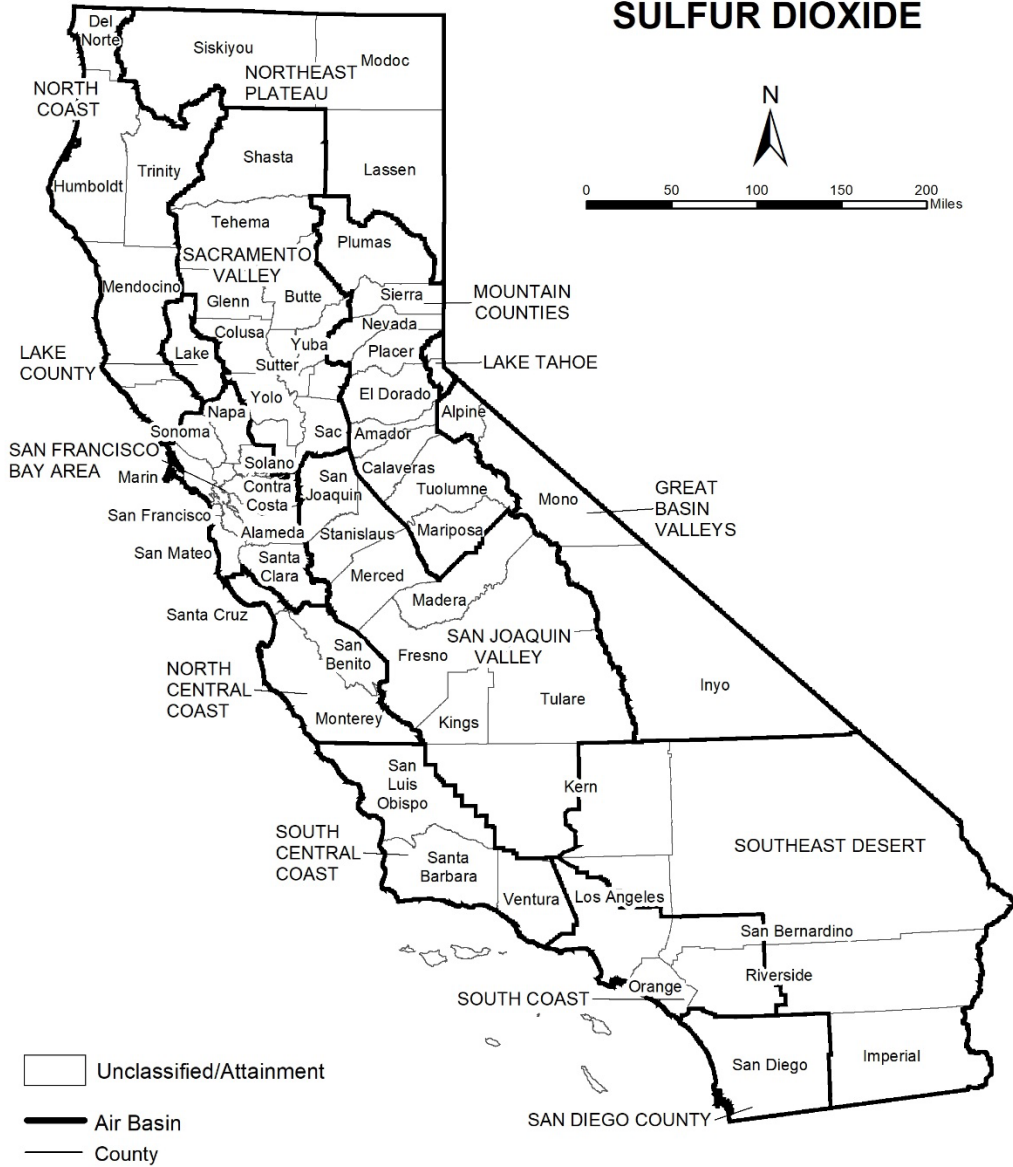 SULFUR DIOXIDE
N
0 50 100 150 200
Miles
Del
Norte
Siskiyou
Modoc
NORTHEAST
PLATEAU
NORTH
COAST
Shasta
Trinity
Lassen
Humboldt
Tehema
Plumas
SACRAMENTO
VALLEY
Mendocino
Glenn
Butte
Sierra
MOUNTAIN
COUNTIES
Nevada
Colusa
Yuba
LAKE
COUNTY
Lake
Placer
Sutter
LAKE TAHOE
Yolo
El Dorado
Napa
Alpine
Sonoma
Sac
Amador
SAN FRANCISCO
BAY AREA
Solano
Calaveras
Marin
Contra
Costa
San
Joaquin
Tuolumne
Mono
GREAT
BASIN
VALLEYS
San Francisco
Alameda
Stanislaus
Mariposa
San Mateo
Santa
Clara
Merced
Madera
Santa Cruz
SAN JOAQUIN
VALLEY
San
Benito
Fresno
NORTH
CENTRAL
COAST
Inyo
Tulare
Monterey
Kings
San
Luis
Obispo
Kern
SOUTH
CENTRAL
COAST
SOUTHEAST DESERT
Santa
Barbara
Ventura
Los Angeles
San Bernardino
Riverside
Orange
SOUTH COAST
San Diego
Imperial
SAN DIEGO COUNTY
Unclassified/Attainment
Air Basin
County